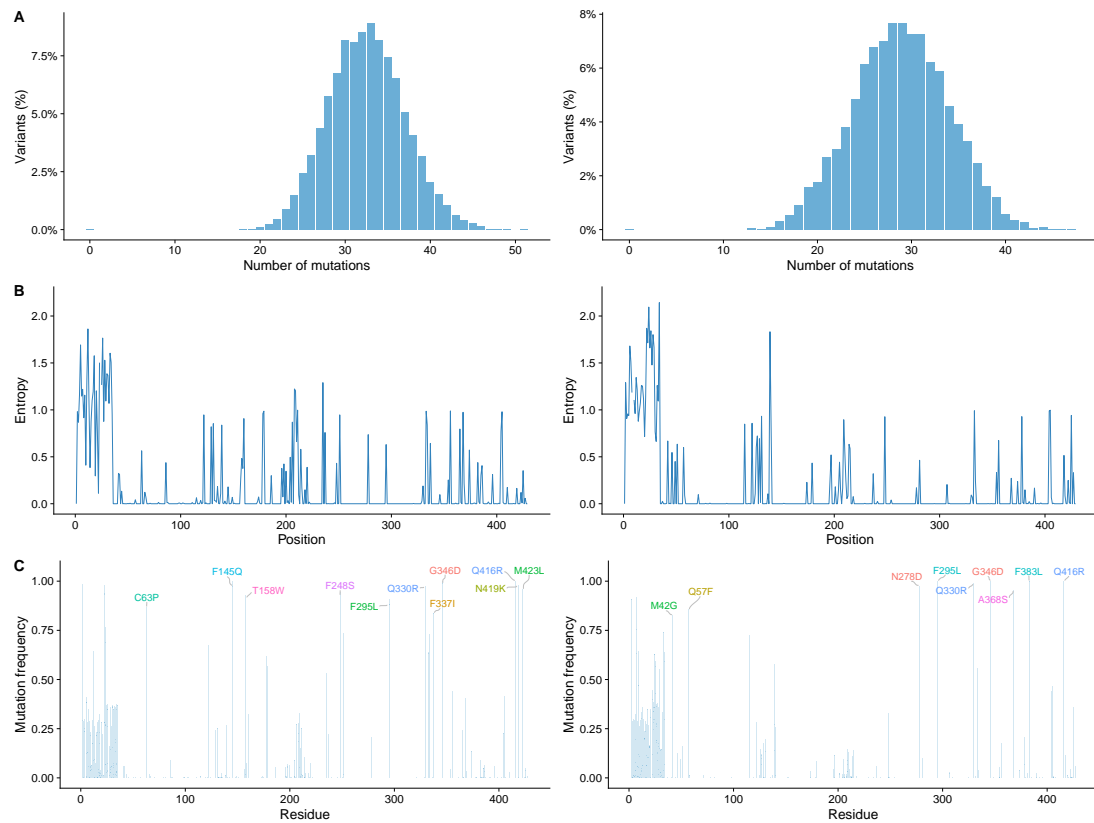 A
Variants (%)
7.5%
5.0%
2.5%
0.0%
0 10 20 30 40 50
Number of mutations
Variants (%)
8%
6%
4%
2%
0%
0 10 20 30 40
Number of mutations
B
Entropy
2.0
1.5
1.0
0.5
0.0
0 100 200 300 400
Position
Entropy
2.0
1.5
1.0
0.5
0.0
0 100 200 300 400
Position
C
Mutation frequency
1.00
0.75
0.50
0.25
0.00
C63P
F145Q
T158W
F248S
F295L
Q330R
F337I
G346D
Q416R
N419K
M423L
0 100 200 300 400
Residue
Mutation frequency
1.00
0.75
0.50
0.25
0.00
M42G
Q57F
N278D
F295L
Q330R
G346D
A368S
F383L
Q416R
0 100 200 300 400
Residue